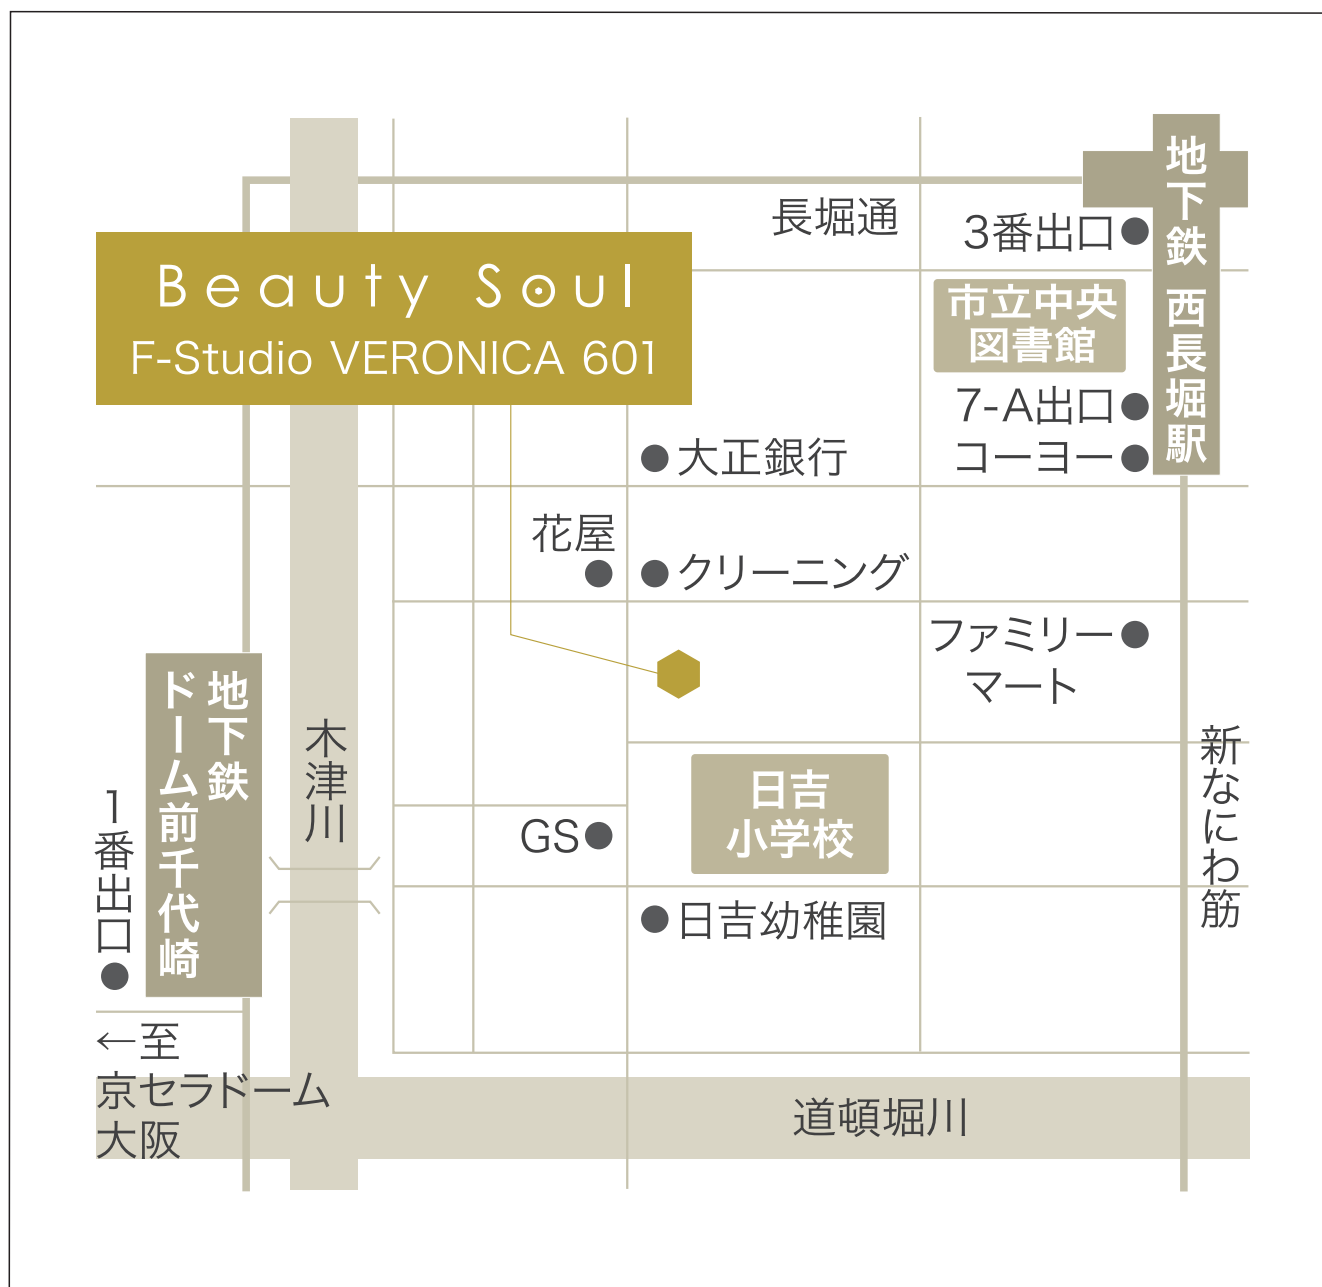 長堀通
3番出口
地下鉄 西長堀駅
Beauty Soul
F-Studio VERONICA 601
市立中央
図書館
7-A出口
コーヨー
大正銀行
花屋
クリーニング
ファミリー
マート
地下鉄
ドーム前千代崎
木津川
新なにわ筋
1番出口
日吉
小学校
GS
日吉幼稚園
←至
京セラドーム
大阪
道頓堀川